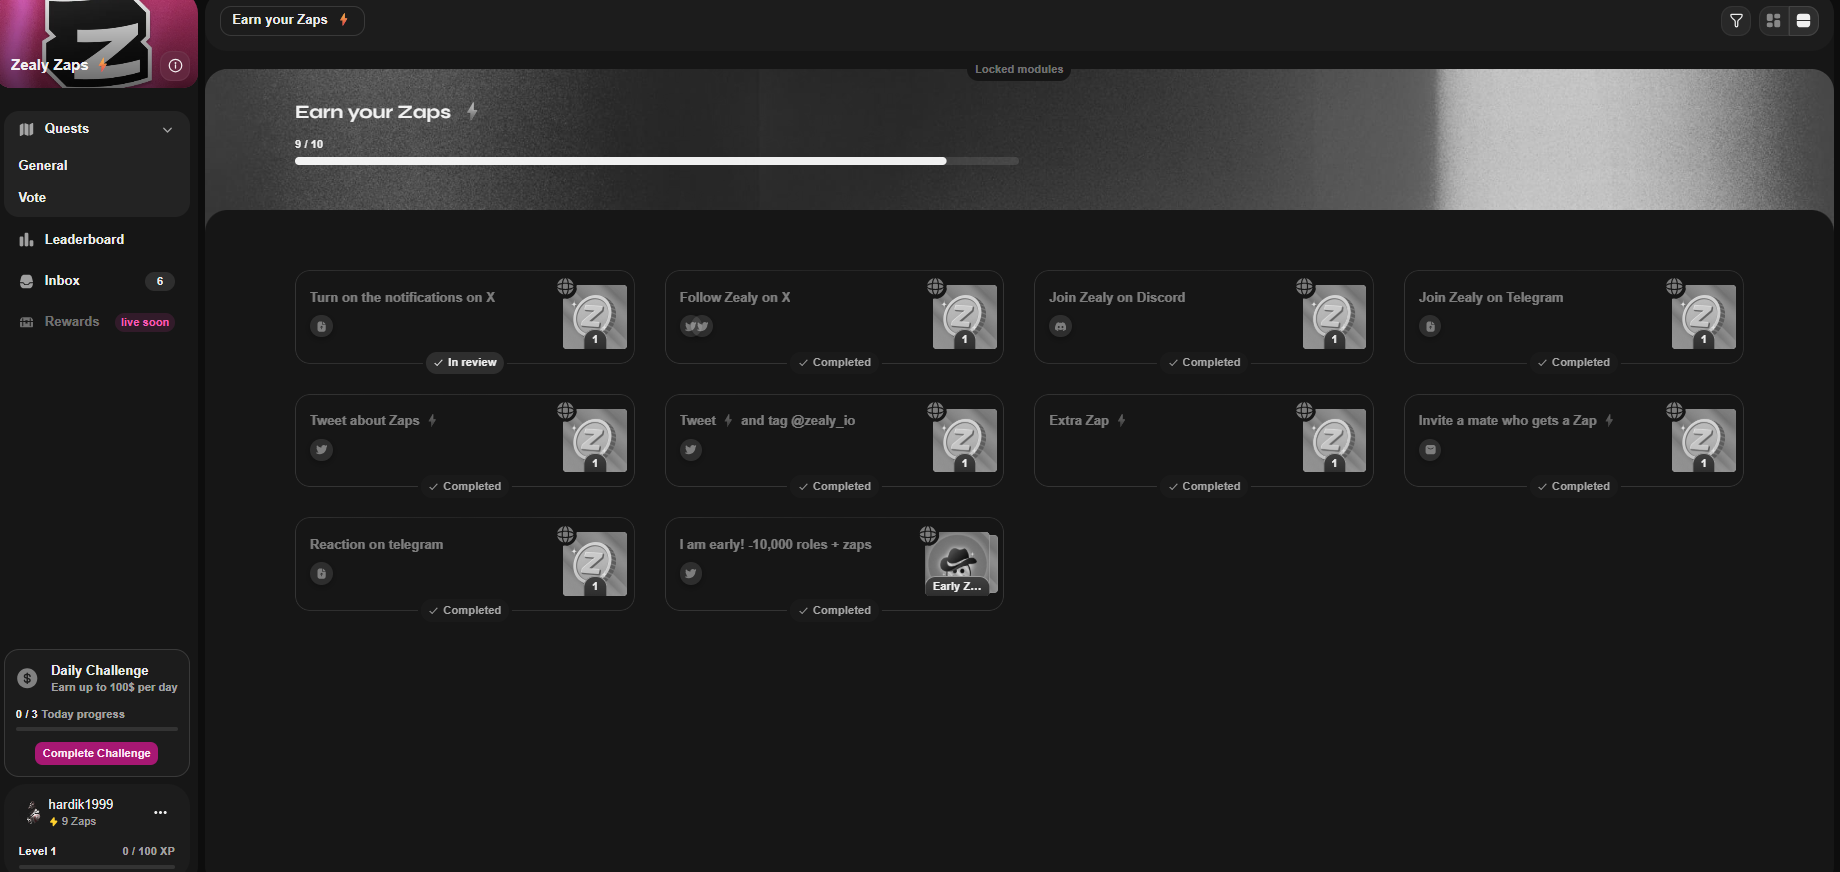 Zealy Zaps
Quests
General
Vote
Leaderboard
Inbox 6
Rewards live soon
Daily Challenge
Earn up to 100$ per day
0 / 3 Today progress
Complete Challenge
hardik1999
9 Zaps
Level 1 0 / 100 XP
Earn your Zaps
Locked modules
Earn your Zaps
9 / 10
Turn on the notifications on X
1
In review
Follow Zealy on X
1
Completed
Join Zealy on Discord
1
Completed
Join Zealy on Telegram
1
Completed
Tweet about Zaps
1
Completed
Tweet and tag @zealy_io
1
Completed
Extra Zap
1
Completed
Invite a mate who gets a Zap
1
Completed
Reaction on telegram
1
Completed
I am early! -10,000 roles + zaps
Early Z...
Completed